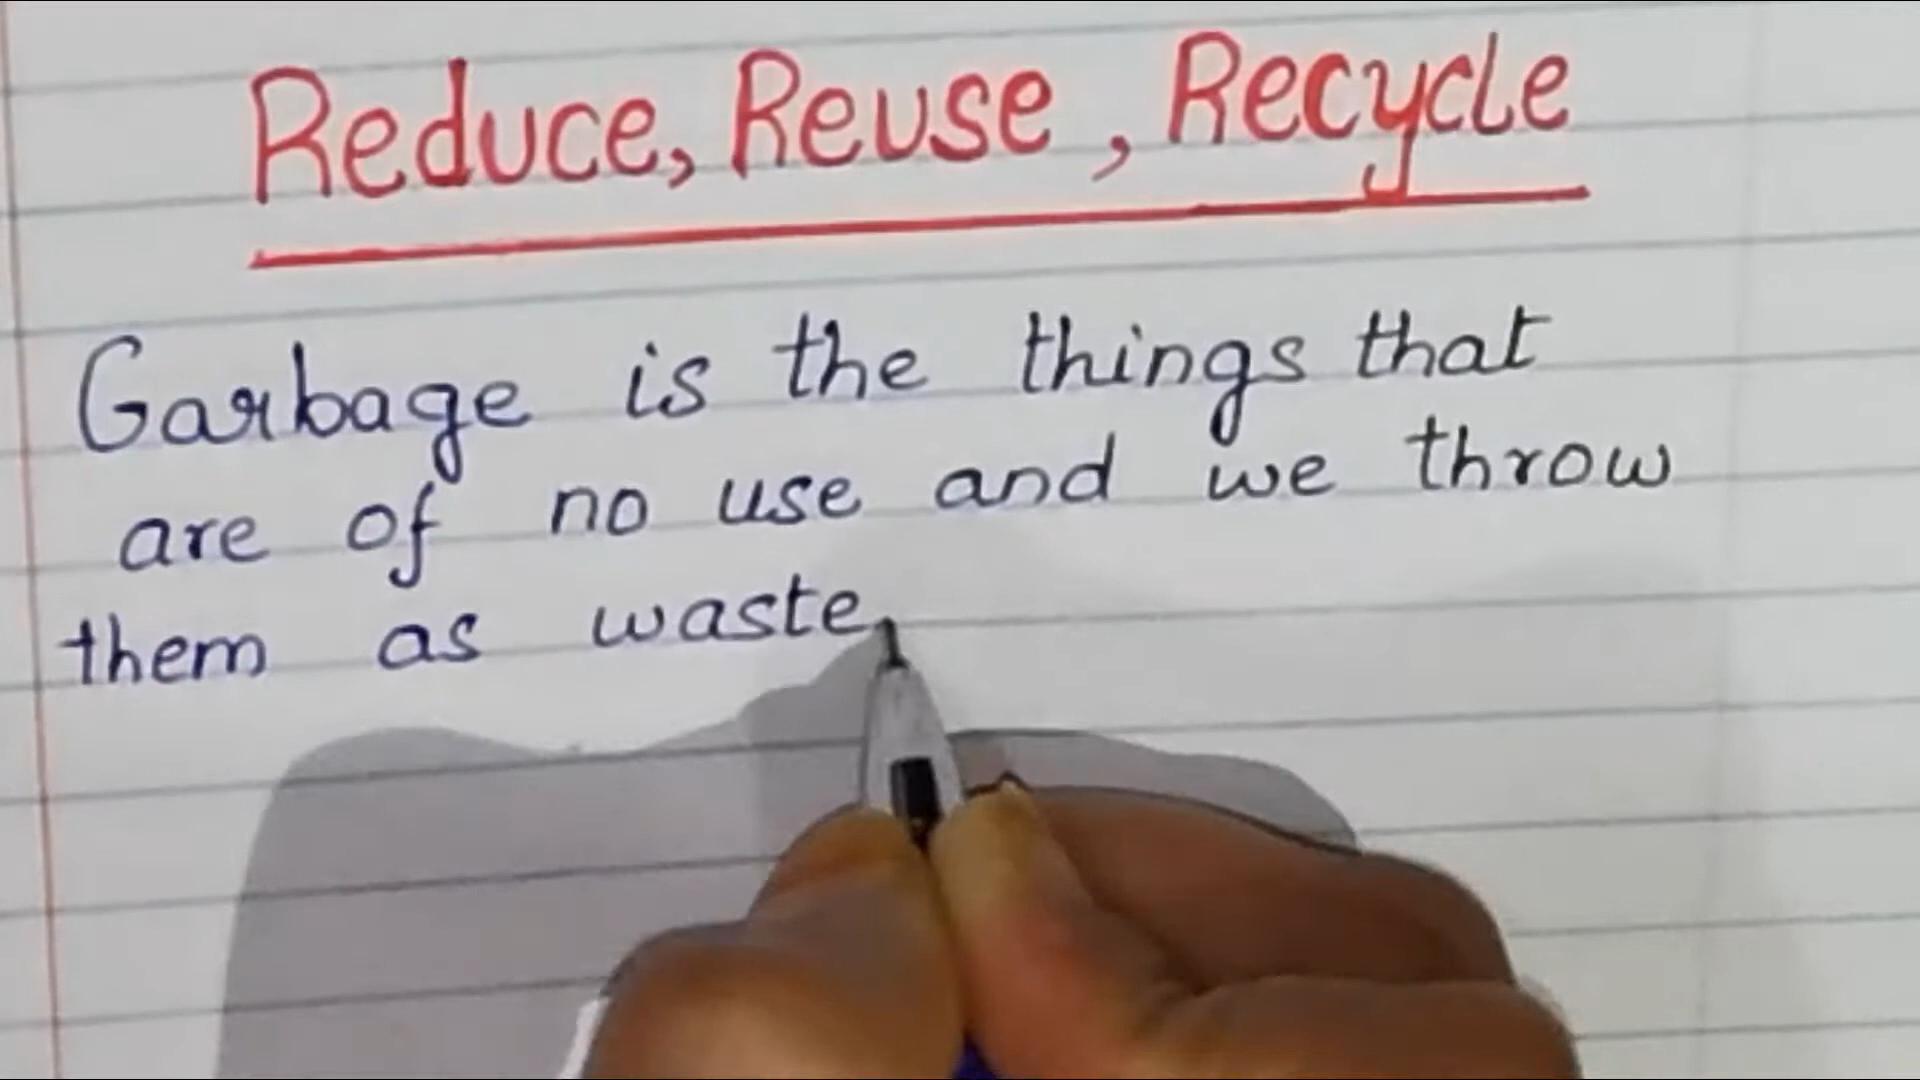 Reduce, Reuse, Recycle
Garbage is the things that
are of no use and we throw
them as waste.